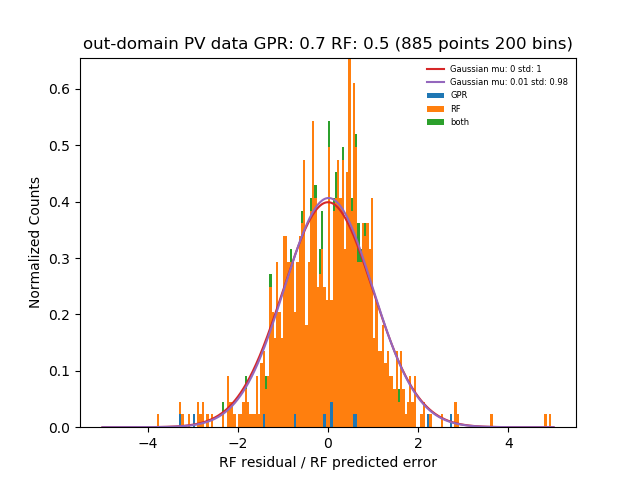 out-domain PV data GPR: 0.7 RF: 0.5 (885 points 200 bins)
Gaussian mu: 0 std: 1
Gaussian mu: 0.01 std: 0.98
GPR
RF
both
Normalized Counts
0.6
0.5
0.4
0.3
0.2
0.1
0.0
−4 −2 0 2 4
RF residual / RF predicted error